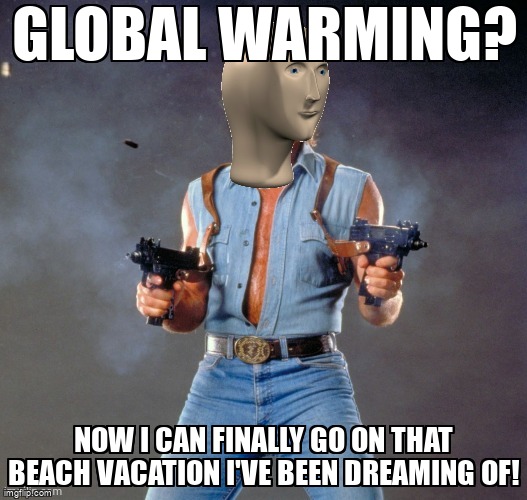 GLOBAL WARMING?
NOW I CAN FINALLY GO ON THAT
BEACH VACATION I'VE BEEN DREAMING OF!
imgflip.com